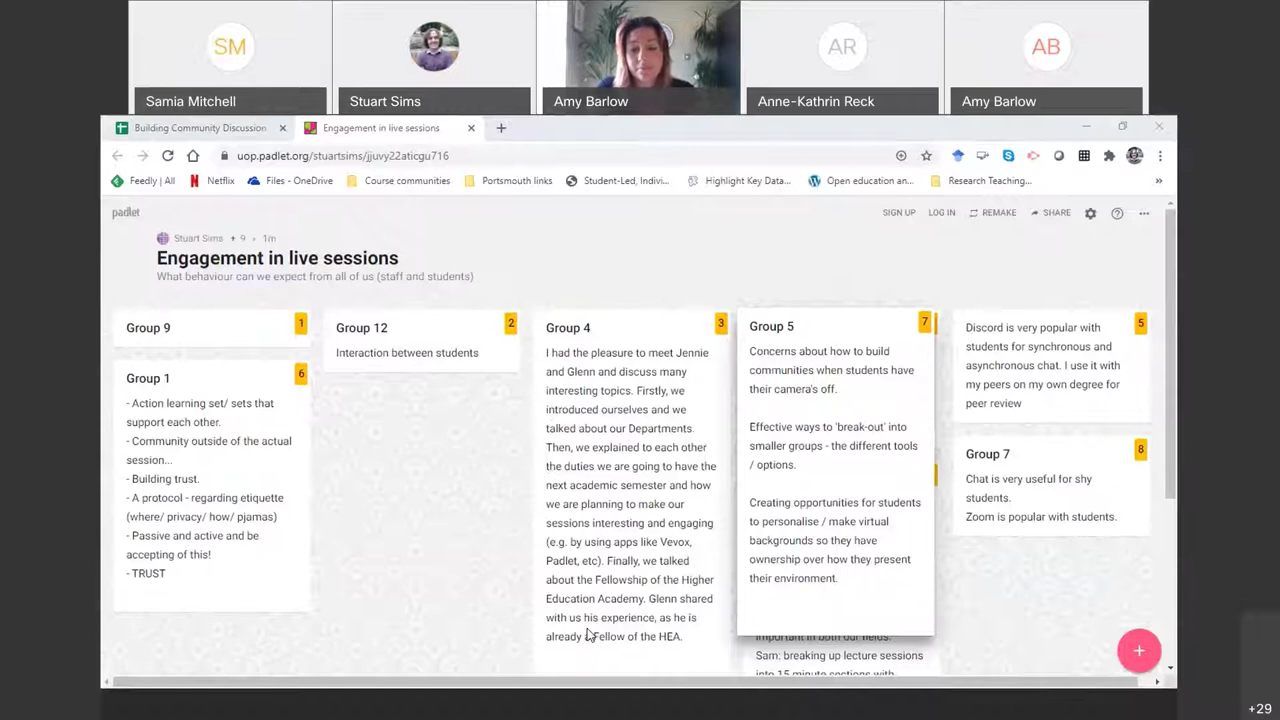 SM
AR
AB
Samia Mitchell
Stuart Sims
Amy Barlow
Anne-Kathrin Reck
Amy Barlow
Building Community Discussion
Engagement in live sessions
uop.padlet.org/stuartsims/jjuvy22aticgu716
Feedly | All
Netflix
Files - OneDrive
Course communities
Portsmouth links
Student-Led, Indivi...
Highlight Key Data...
Open education an...
Research Teaching...
padlet
SIGN UP
LOG IN
REMAKE
SHARE
Stuart Sims + 9 • 1m
Engagement in live sessions
What behaviour can we expect from all of us (staff and students)
Group 9
1
Group 1
6
- Action learning set/ sets that
support each other.
- Community outside of the actual
session...
- Building trust.
- A protocol - regarding etiquette
(where/ privacy/ how/ pjamas)
- Passive and active and be
accepting of this!
- TRUST
Group 12
2
Interaction between students
Group 4
3
I had the pleasure to meet Jennie
and Glenn and discuss many
interesting topics. Firstly, we
introduced ourselves and we
talked about our Departments.
Then, we explained to each other
the duties we are going to have the
next academic semester and how
we are planning to make our
sessions interesting and engaging
(e.g. by using apps like Vevox,
Padlet, etc). Finally, we talked
about the Fellowship of the Higher
Education Academy. Glenn shared
with us his experience, as he is
already a Fellow of the HEA.
Group 5
7
Concerns about how to build
communities when students have
their camera's off.
Effective ways to 'break-out' into
smaller groups - the different tools
/ options.
Creating opportunities for students
to personalise / make virtual
backgrounds so they have
ownership over how they present
their environment.
important in both our fields.
Sam: breaking up lecture sessions
into 15 minute sections with
5
Discord is very popular with
students for synchronous and
asynchronous chat. I use it with
my peers on my own degree for
peer review
Group 7
8
Chat is very useful for shy
students.
Zoom is popular with students.
+29